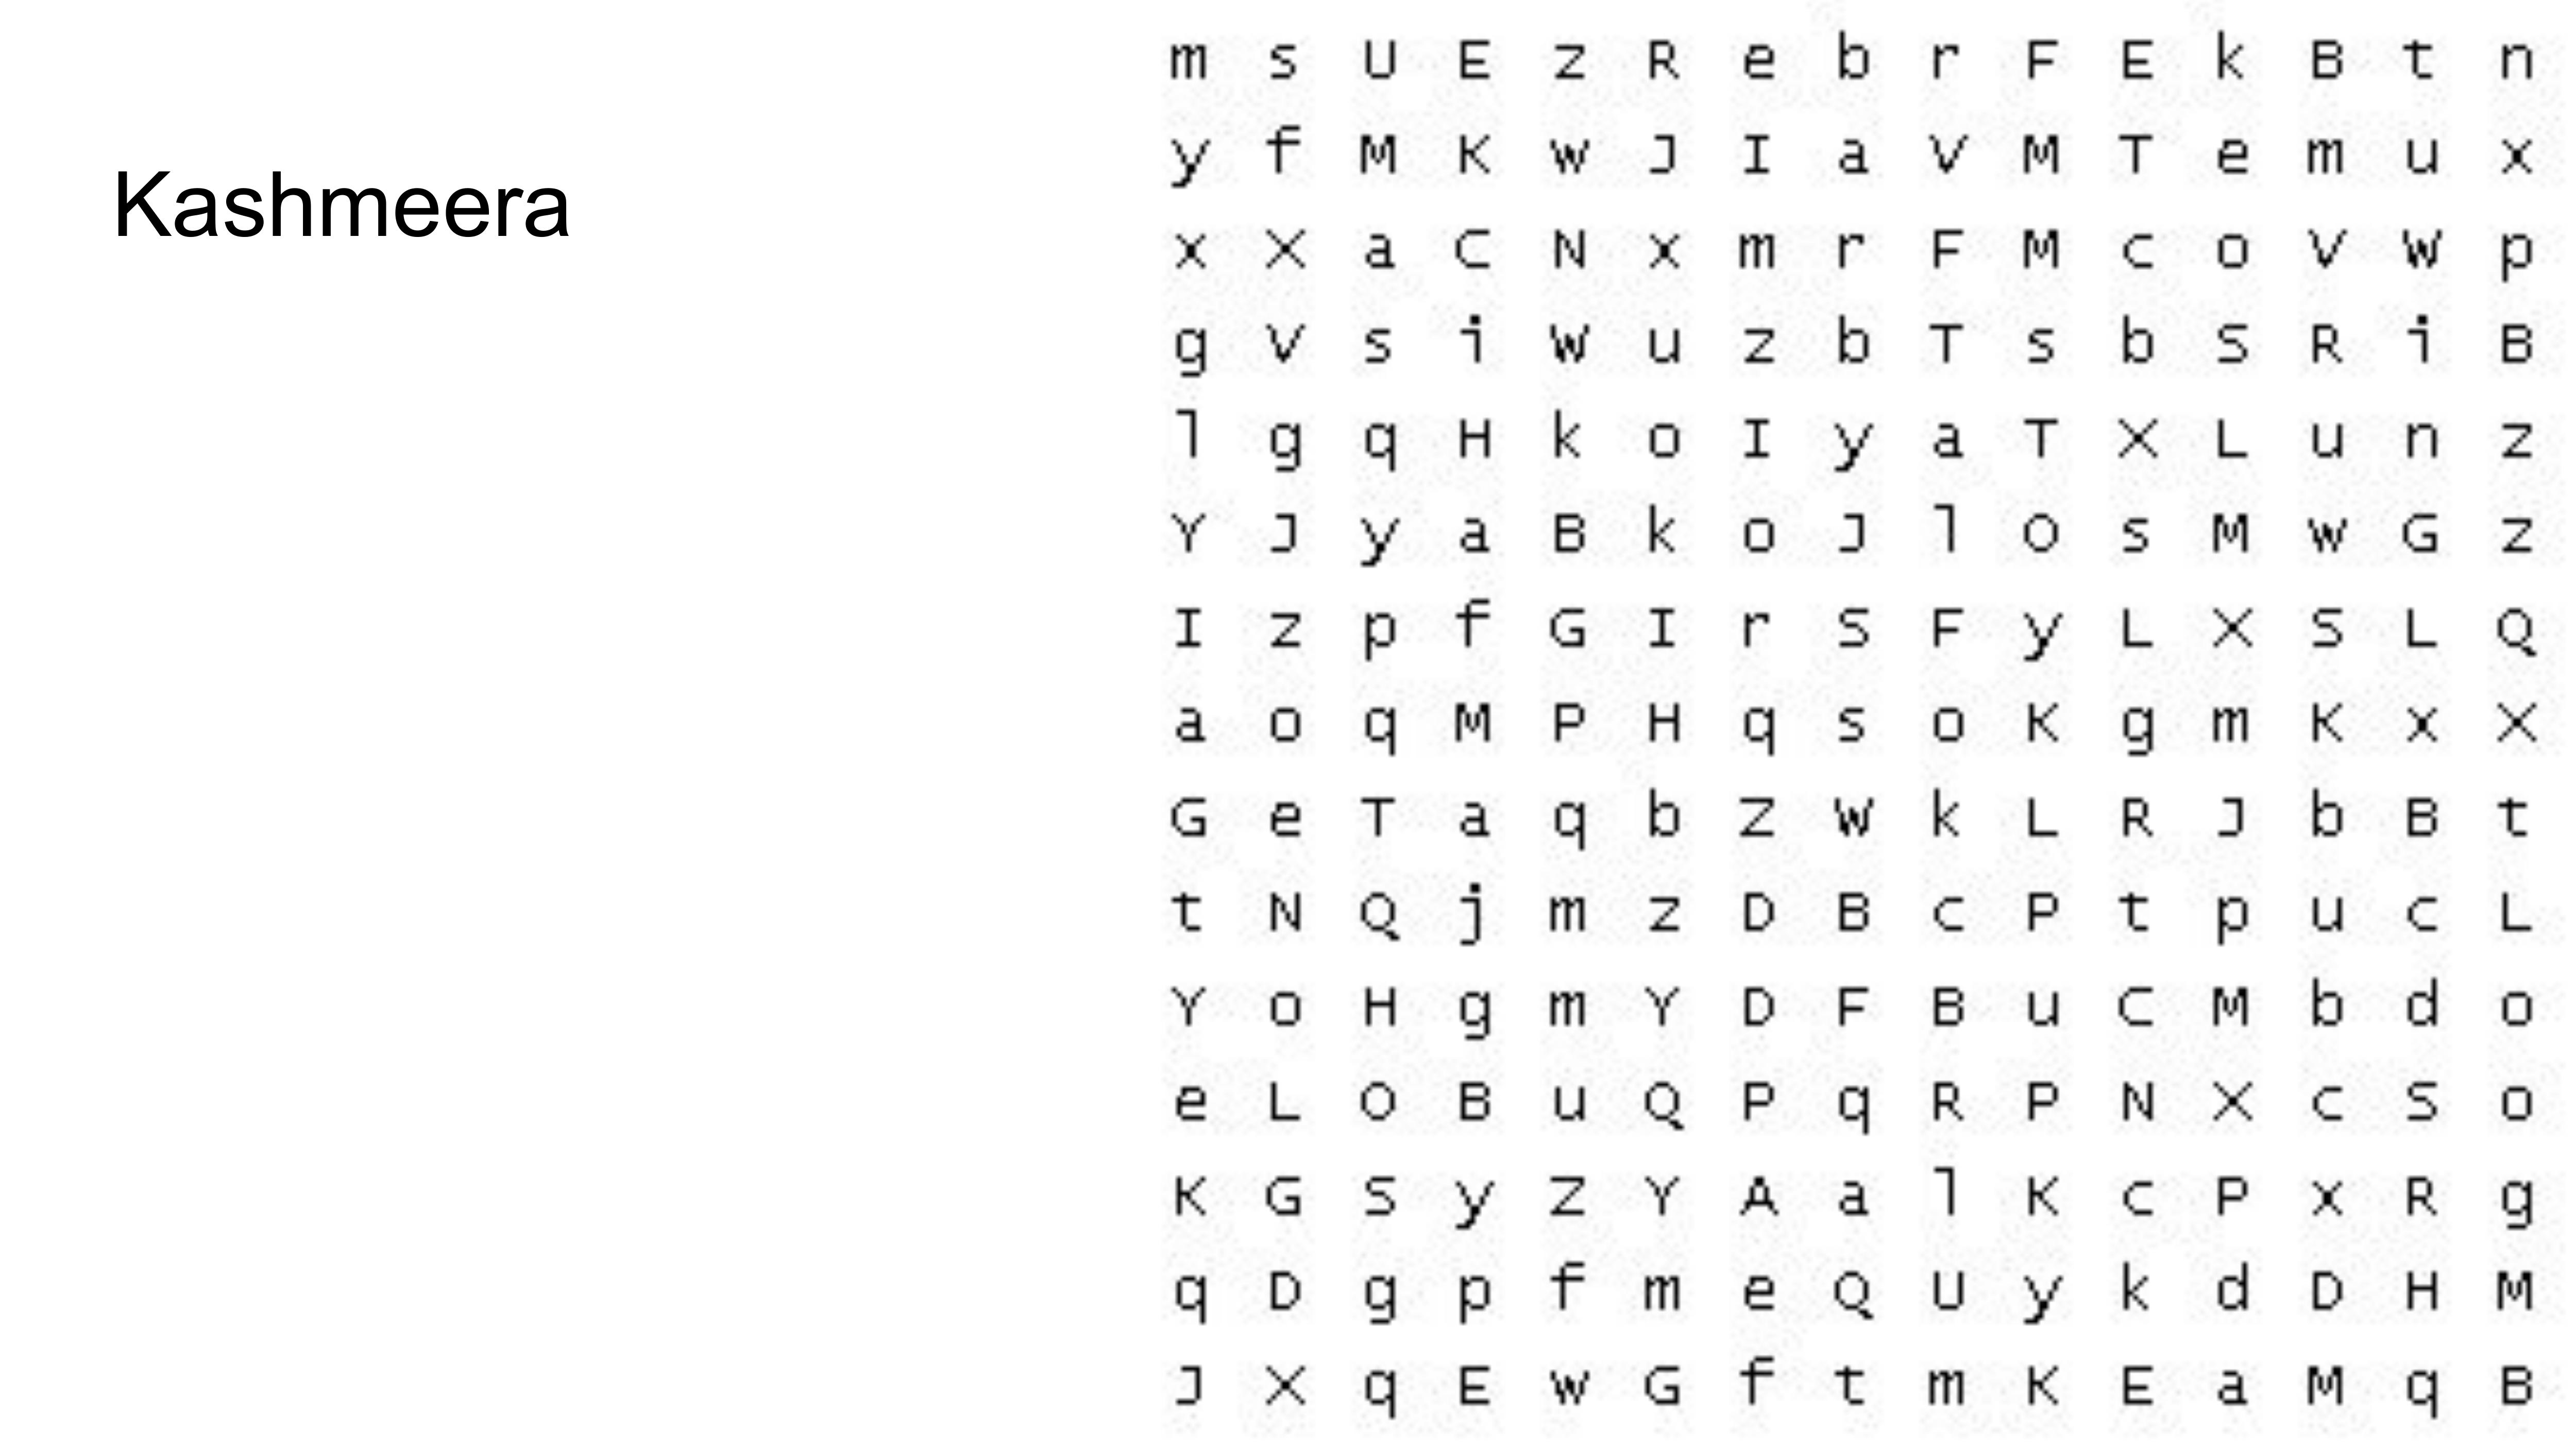 Kashmeera
m s U E z R e b r F E k B t n
y f M K w J I a V M T e m u x
x X a C N x m r F M c o V W p
g V s i W u z b T s b S R i B
l g q H k o I y a T X L u n z
Y J y a B k o J l O s M w G z
I z p f G I r S F y L X S L Q
a o q M P H q s o K g m K x X
G e T a q b Z W k L R J b B t
t N Q j m z D B c P t p u c L
Y o H g m Y D F B u C M b d o
e L O B u Q P q R P N X c S o
K G S y Z Y A a l K c P x R g
q D g p f m e Q U y k d D H M
J X q E w G f t m K E a M q B